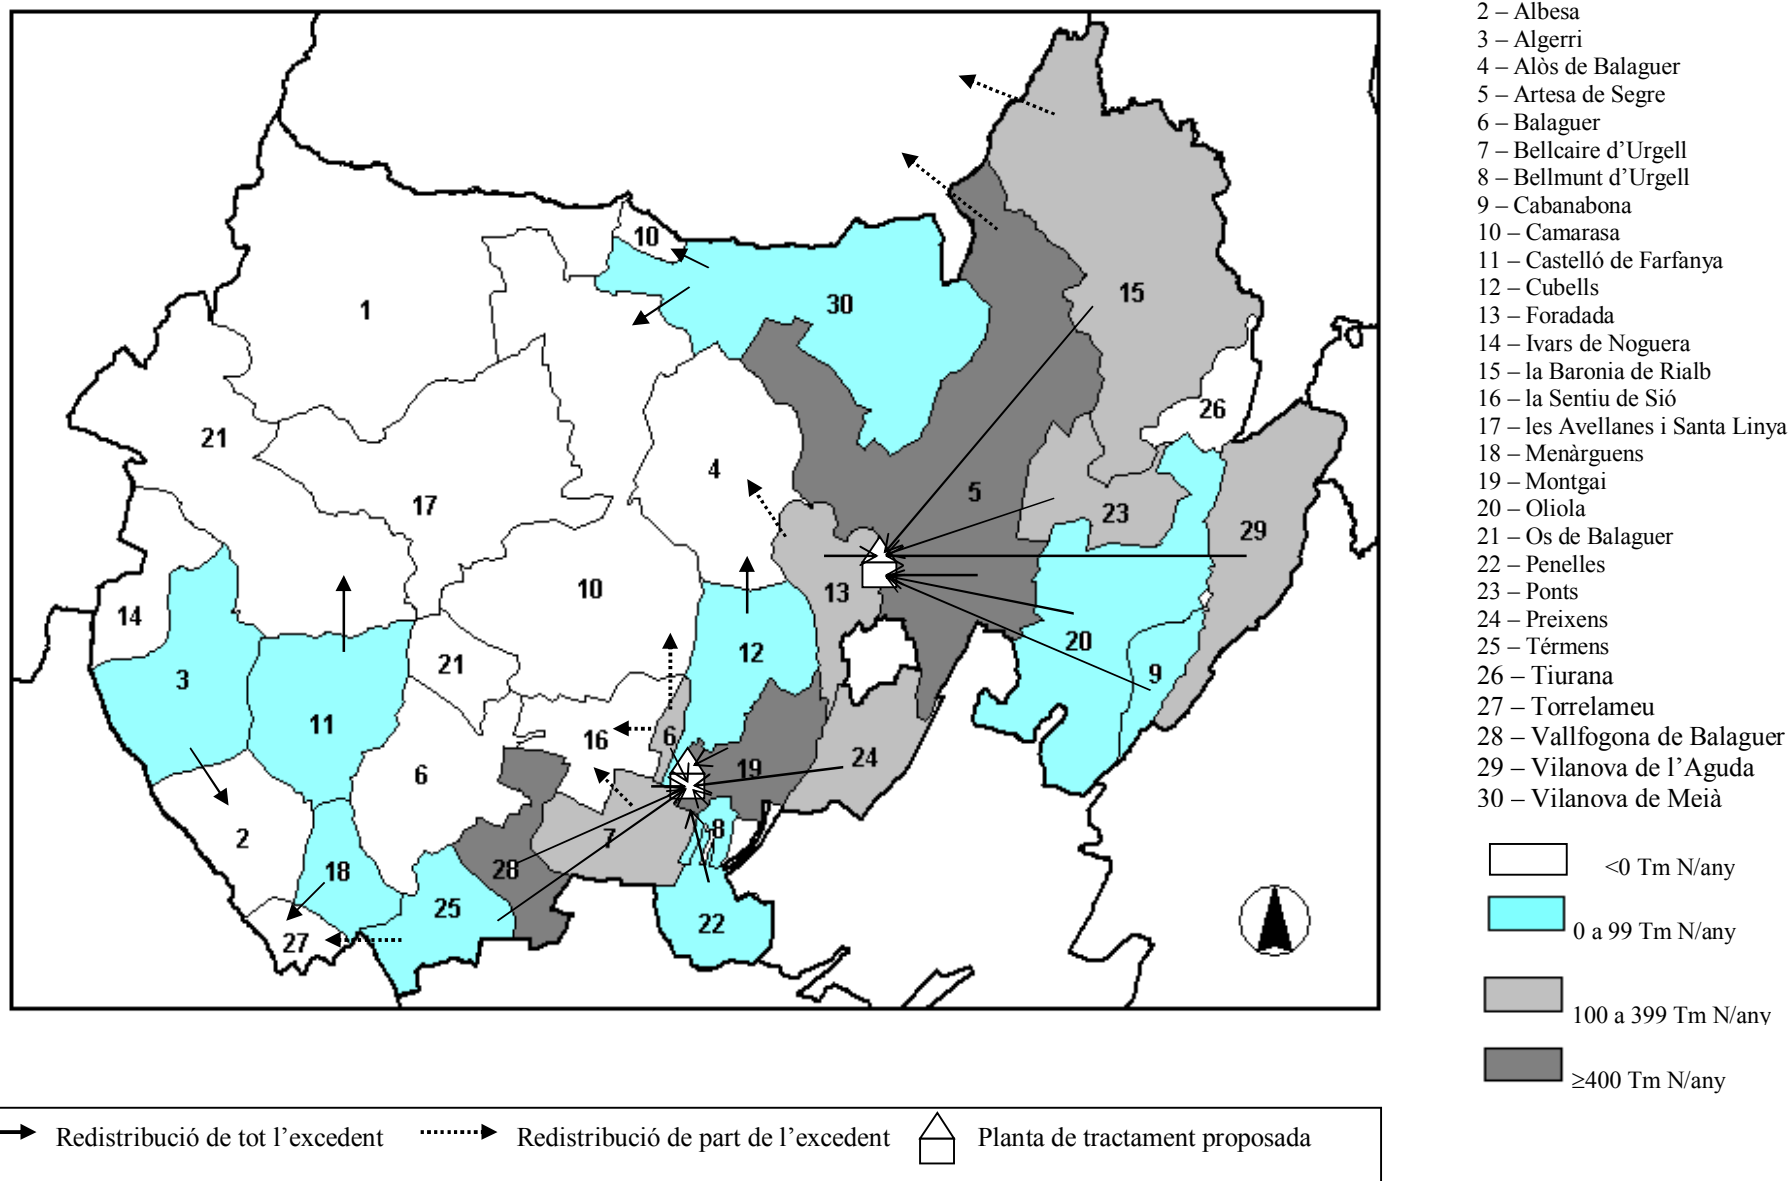 2 – Albesa
3 – Algerri
4 – Alòs de Balaguer
5 – Artesa de Segre
6 – Balaguer
7 – Bellcaire d’Urgell
8 – Bellmunt d’Urgell
9 – Cabanabona
10 – Camarasa
11 – Castelló de Farfanya
12 – Cubells
13 – Foradada
14 – Ivars de Noguera
15 – la Baronia de Rialb
16 – la Sentiu de Sió
17 – les Avellanes i Santa Linya
18 – Menàrguens
19 – Montgai
20 – Oliola
21 – Os de Balaguer
22 – Penelles
23 – Ponts
24 – Preixens
25 – Térmens
26 – Tiurana
27 – Torrelameu
28 – Vallfogona de Balaguer
29 – Vilanova de l’Aguda
30 – Vilanova de Meià
<0 Tm N/any
0 a 99 Tm N/any
100 a 399 Tm N/any
≥400 Tm N/any
10
1
30
15
26
21
4
17
5
23
29
10
13
14
20
12
21
3
9
11
16
6
19
24
6
2
7
8
18
28
25
22
27
Redistribució de tot l’excedent
Redistribució de part de l’excedent
Planta de tractament proposada